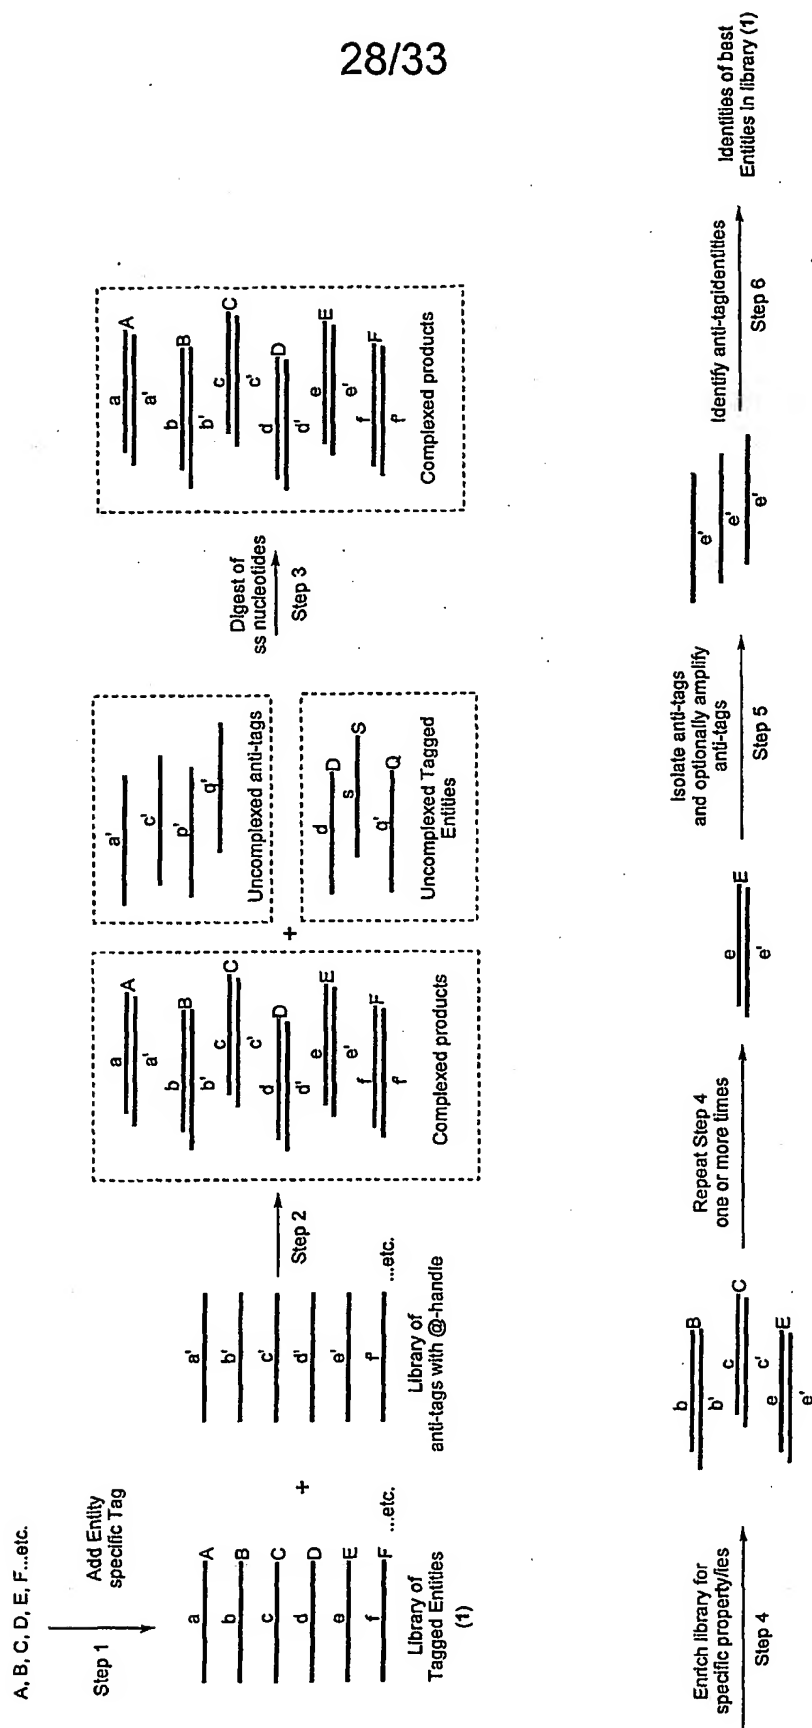 28/33
A, B, C, D, E, F...etc.
Step 1
Add Entity
specific Tag
a
A
b
B
c
C
d
D
e
E
f
F
...etc.
Library of
Tagged Entities
(1)
+
a'
b'
c'
d'
e'
f'
...etc.
Library of
anti-tags with @-handle
Step 2
a
A
a'
b
B
b'
c
C
c'
d
D
d'
e
E
e'
f
F
f'
Complexed products
+
a'
c'
p'
q'
Uncomplexed anti-tags
d
D
s
S
q'
Q
Uncomplexed Tagged
Entities
Digest of
ss nucleotides
Step 3
a
A
a'
b
B
b'
c
C
c'
d
D
d'
e
E
e'
f
F
f'
Complexed products
Enrich library for
specific property/ies
Step 4
b
B
b'
c
C
c'
e
E
e'
Repeat Step 4
one or more times
e
E
e'
Isolate anti-tags
and optionally amplify
anti-tags
Step 5
e'
e'
e'
Identify anti-tagidentities
Step 6
Identities of best
Entities in library (1)